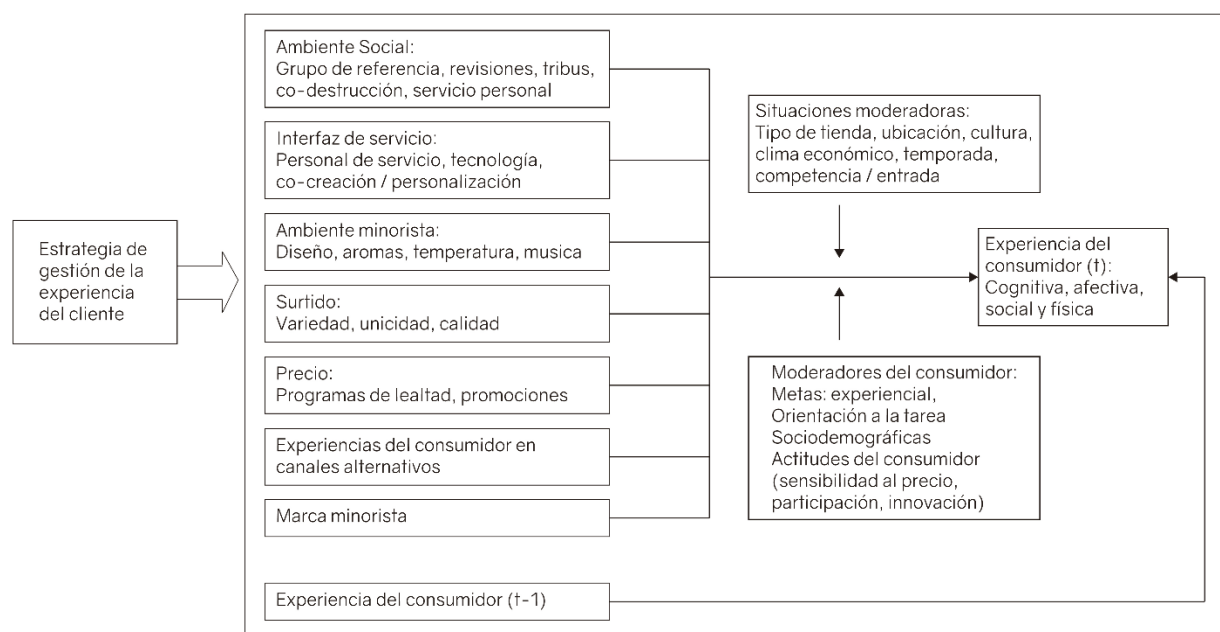 Estrategia de
gestión de la
experiencia
del cliente
Ambiente Social:
Grupo de referencia, revisiones, tribus,
co-destrucción, servicio personal
Interfaz de servicio:
Personal de servicio, tecnología,
co-creación / personalización
Ambiente minorista:
Diseño, aromas, temperatura, musica
Surtido:
Variedad, unicidad, calidad
Precio:
Programas de lealtad, promociones
Experiencias del consumidor en
canales alternativos
Marca minorista
Experiencia del consumidor (t-1)
Situaciones moderadoras:
Tipo de tienda, ubicación, cultura,
clima económico, temporada,
competencia / entrada
Moderadores del consumidor:
Metas: experiencial,
Orientación a la tarea
Sociodemográficas
Actitudes del consumidor
(sensibilidad al precio,
participación, innovación)
Experiencia del
consumidor (t):
Cognitiva, afectiva,
social y física